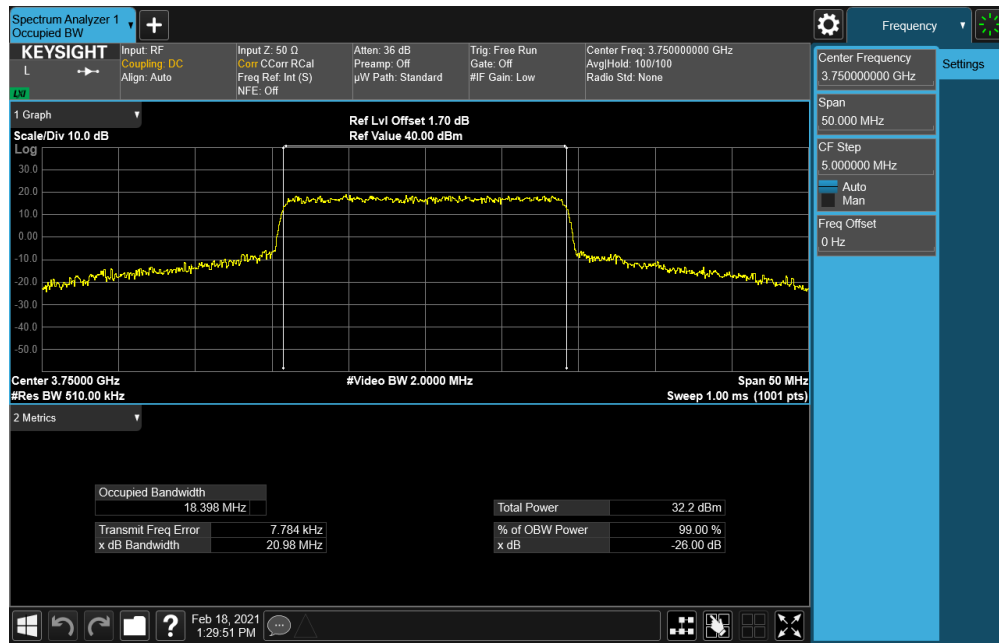 Spectrum Analyzer 1
Occupied BW
Frequency
KEYSIGHT
L
LXI
Input: RF
Coupling: DC
Align: Auto
Input Z: 50 Ω
Corr CCorr RCal
Freq Ref: Int (S)
NFE: Off
Atten: 36 dB
Preamp: Off
µW Path: Standard
Trig: Free Run
Gate: Off
#IF Gain: Low
Center Freq: 3.750000000 GHz
Avg|Hold: 100/100
Radio Std: None
Center Frequency
3.750000000 GHz
Settings
Span
50.000 MHz
CF Step
5.000000 MHz
Auto
Man
Freq Offset
0 Hz
1 Graph
Scale/Div 10.0 dB
Ref Lvl Offset 1.70 dB
Ref Value 40.00 dBm
Log
30.0
20.0
10.0
0.00
-10.0
-20.0
-30.0
-40.0
-50.0
Center 3.75000 GHz
#Video BW 2.0000 MHz
Span 50 MHz
#Res BW 510.00 kHz
Sweep 1.00 ms (1001 pts)
2 Metrics
Occupied Bandwidth
18.398 MHz
Total Power 32.2 dBm
Transmit Freq Error 7.784 kHz
% of OBW Power 99.00 %
x dB Bandwidth 20.98 MHz
x dB -26.00 dB
?
Feb 18, 2021
1:29:51 PM